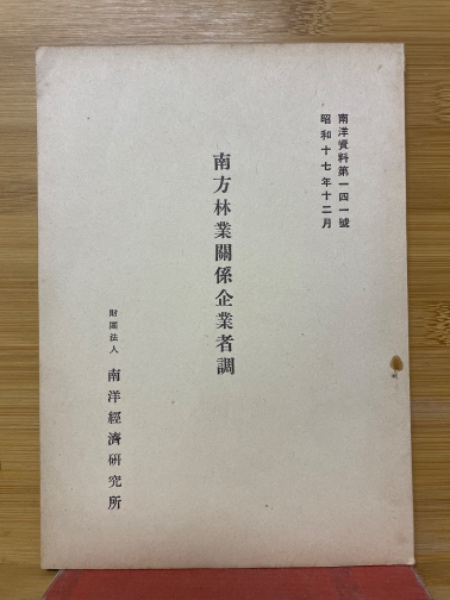 南洋資料第一四一號
昭和十七年十二月
南方林業關係企業者調
財團法人 南洋經濟研究所